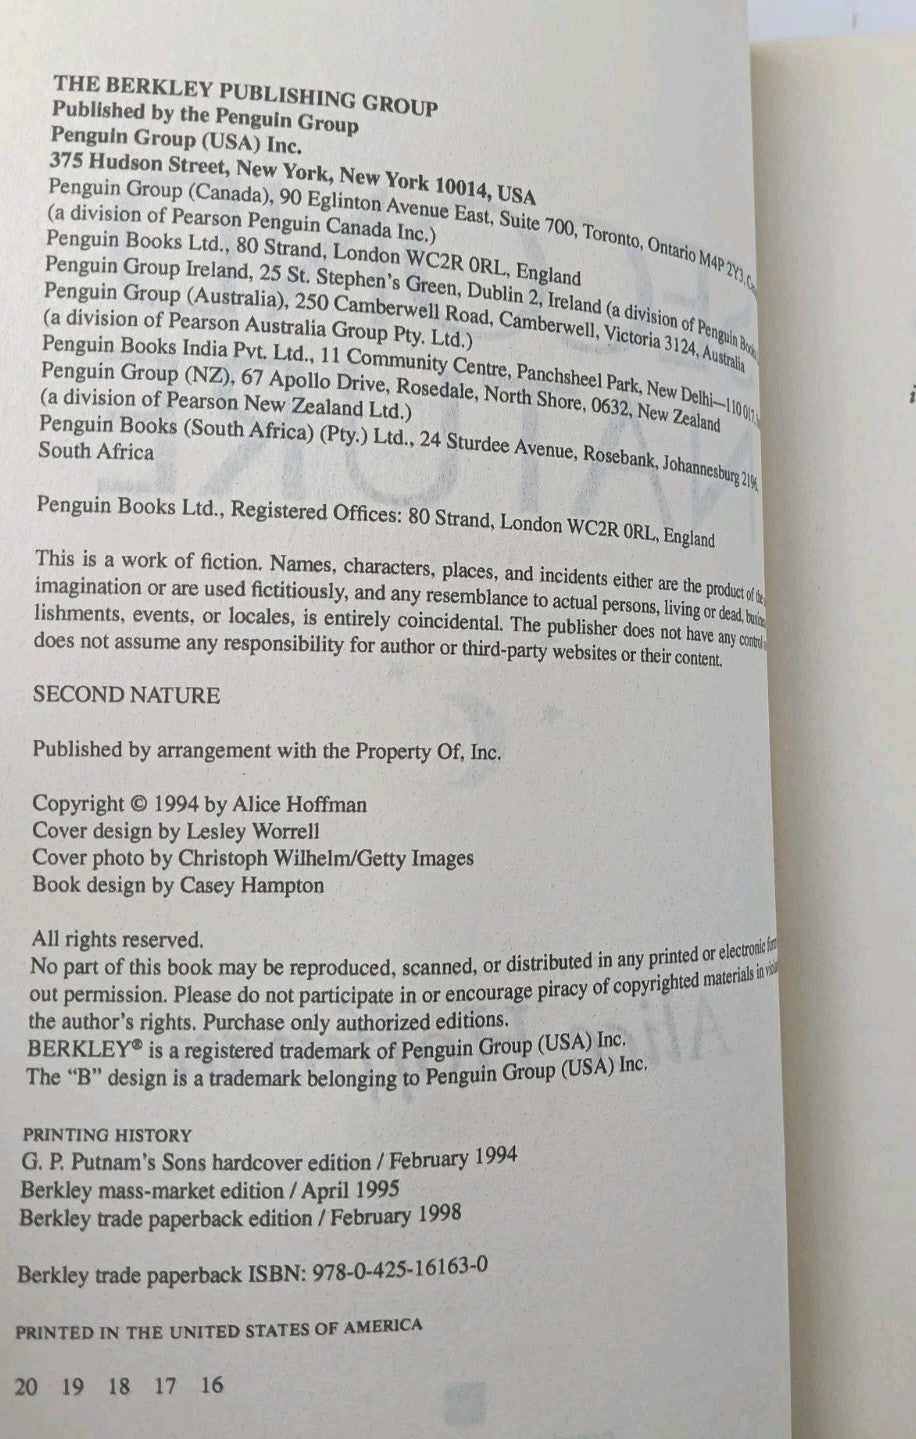 THE BERKLEY PUBLISHING GROUP
Published by the Penguin Group
Penguin Group (USA) Inc.
375 Hudson Street, New York, New York 10014, USA
Penguin Group (Canada), 90 Eglinton Avenue East, Suite 700, Toronto, Ontario M4P 2Y3,
(a division of Pearson Penguin Canada Inc.)
Penguin Books Ltd., 80 Strand, London WC2R 0RL, England
Penguin Group Ireland, 25 St. Stephen's Green, Dublin 2, Ireland (a division of Penguin
Penguin Group (Australia), 250 Camberwell Road, Camberwell, Victoria 3124, Australia
(a division of Pearson Australia Group Pty. Ltd.)
Penguin Books India Pvt. Ltd., 11 Community Centre, Panchsheel Park, New Delhi—110 017,
Penguin Group (NZ), 67 Apollo Drive, Rosedale, North Shore, 0632, New Zealand
(a division of Pearson New Zealand Ltd.)
Penguin Books (South Africa) (Pty.) Ltd., 24 Sturdee Avenue, Rosebank, Johannesburg 2196,
South Africa
Penguin Books Ltd., Registered Offices: 80 Strand, London WC2R 0RL, England
This is a work of fiction. Names, characters, places, and incidents either are the product of the
imagination or are used fictitiously, and any resemblance to actual persons, living or dead,
lishments, events, or locales, is entirely coincidental. The publisher does not have any control
does not assume any responsibility for author or third-party websites or their content.
SECOND NATURE
Published by arrangement with the Property Of, Inc.
Copyright © 1994 by Alice Hoffman
Cover design by Lesley Worrell
Cover photo by Christoph Wilhelm/Getty Images
Book design by Casey Hampton
All rights reserved.
No part of this book may be reproduced, scanned, or distributed in any printed or electronic
out permission. Please do not participate in or encourage piracy of copyrighted materials in
the author's rights. Purchase only authorized editions.
BERKLEY® is a registered trademark of Penguin Group (USA) Inc.
The “B” design is a trademark belonging to Penguin Group (USA) Inc.
PRINTING HISTORY
G. P. Putnam's Sons hardcover edition / February 1994
Berkley mass-market edition / April 1995
Berkley trade paperback edition / February 1998
Berkley trade paperback ISBN: 978-0-425-16163-0
PRINTED IN THE UNITED STATES OF AMERICA
20 19 18 17 16